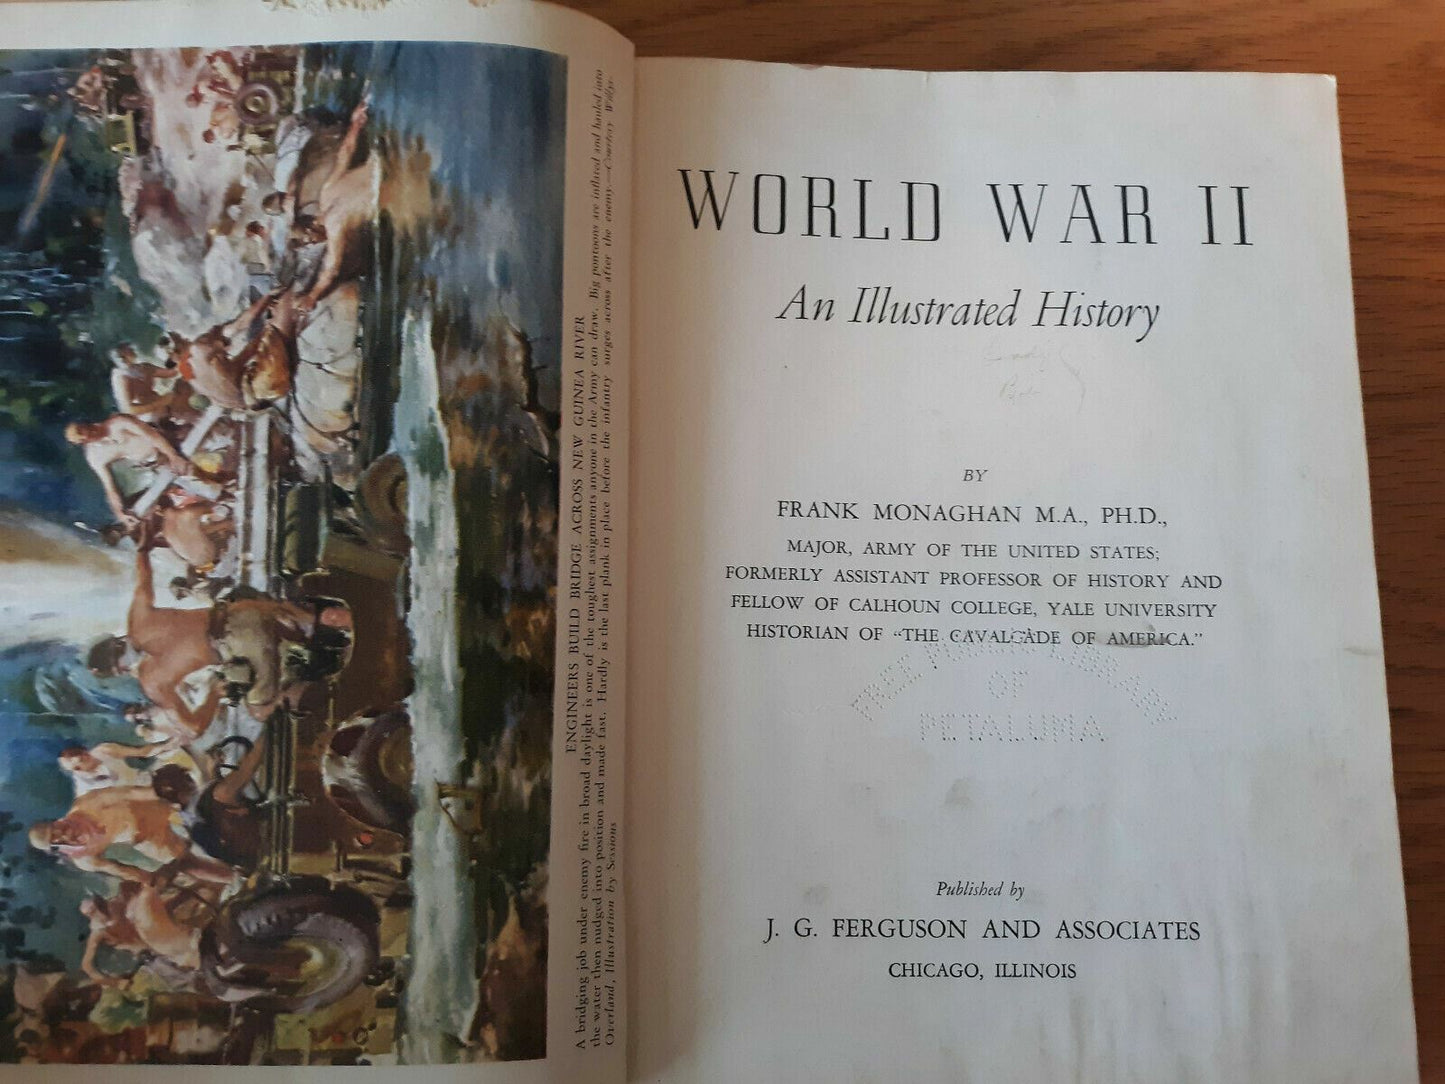 ENGINEERS BUILD BRIDGE ACROSS NEW GUINEA RIVER
A bridging job under enemy fire in broad daylight is one of the toughest assignments anyone in the Army can draw. Big pontoons are inflated and hauled into
the water then nudged into position and made fast. Hardly is the last plank in place before the infantry surges across after the enemy.—Courtesy Willys-
Overland, Illustration by Sessions
WORLD WAR II
An Illustrated History
BY
FRANK MONAGHAN M.A., PH.D.,
MAJOR, ARMY OF THE UNITED STATES;
FORMERLY ASSISTANT PROFESSOR OF HISTORY AND
FELLOW OF CALHOUN COLLEGE, YALE UNIVERSITY
HISTORIAN OF “THE CAVALCADE OF AMERICA.”
FREE PUBLIC LIBRARY
OF
PETALUMA
Published by
J. G. FERGUSON AND ASSOCIATES
CHICAGO, ILLINOIS